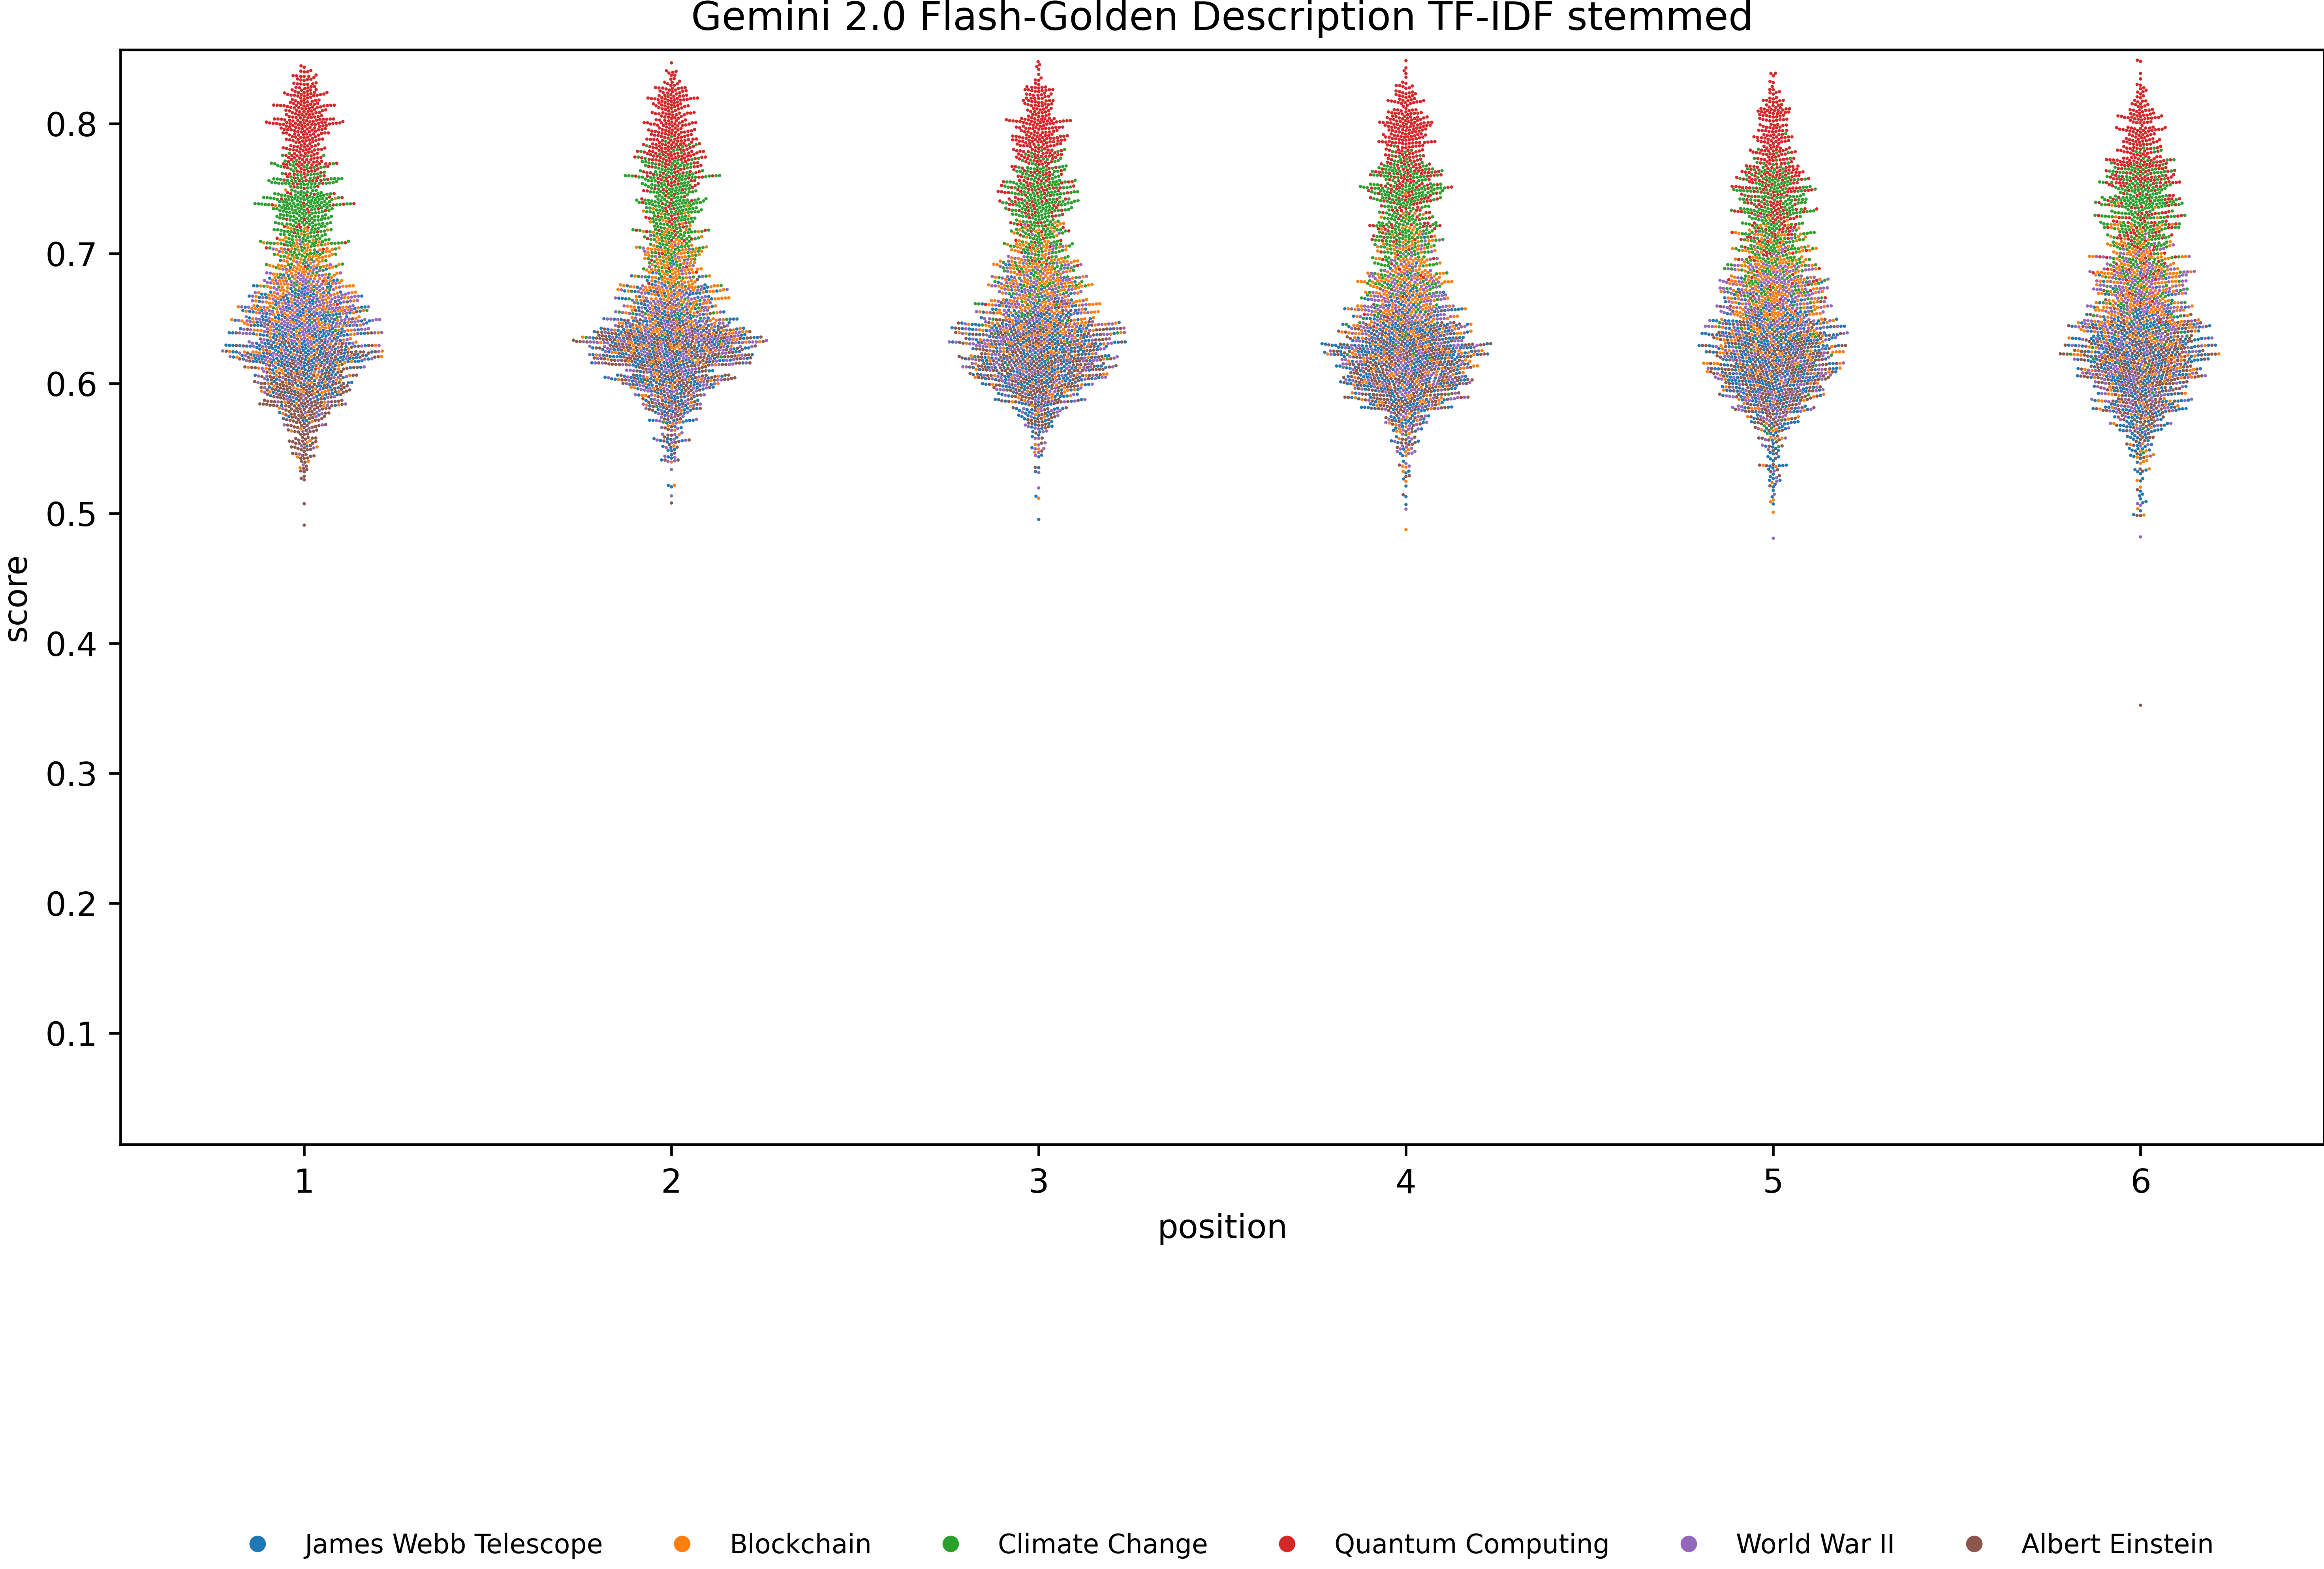 Gemini 2.0 Flash-Golden Description TF-IDF stemmed
score
0.8
0.7
0.6
0.5
0.4
0.3
0.2
0.1
1 2 3 4 5 6
position
James Webb Telescope Blockchain Climate Change Quantum Computing World War II Albert Einstein